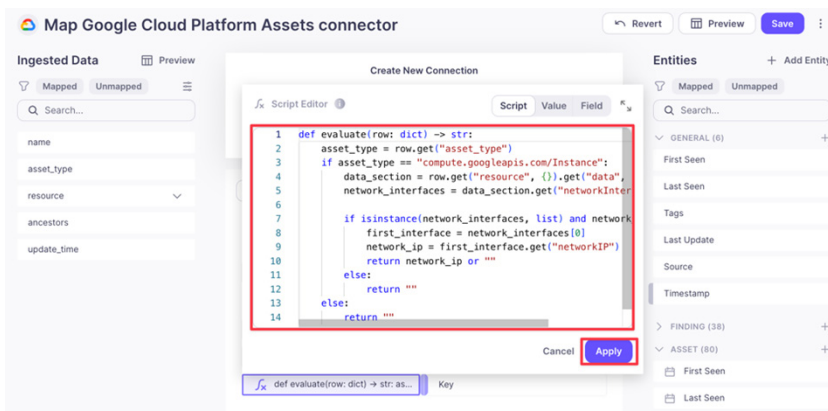 Map Google Cloud Platform Assets connector
Revert
Preview
Save
Ingested Data
Preview
Mapped
Unmapped
Search...
name
asset_type
resource
ancestors
update_time
Create New Connection
Script Editor
Script
Value
Field
1 def evaluate(row: dict) -> str:
2 asset_type = row.get("asset_type")
3 if asset_type == "compute.googleapis.com/Instance":
4 data_section = row.get("resource", {}).get("data",
5 network_interfaces = data_section.get("networkInter
6
7 if isinstance(network_interfaces, list) and network
8 first_interface = network_interfaces[0]
9 network_ip = first_interface.get("networkIP")
10 return network_ip or ""
11 else:
12 return ""
13 else:
14 return ""
Cancel
Apply
def evaluate(row: dict) → str: as...
Key
Entities
+ Add Entity
Mapped
Unmapped
Search...
GENERAL (6)
First Seen
Last Seen
Tags
Last Update
Source
Timestamp
FINDING (38)
ASSET (80)
First Seen
Last Seen